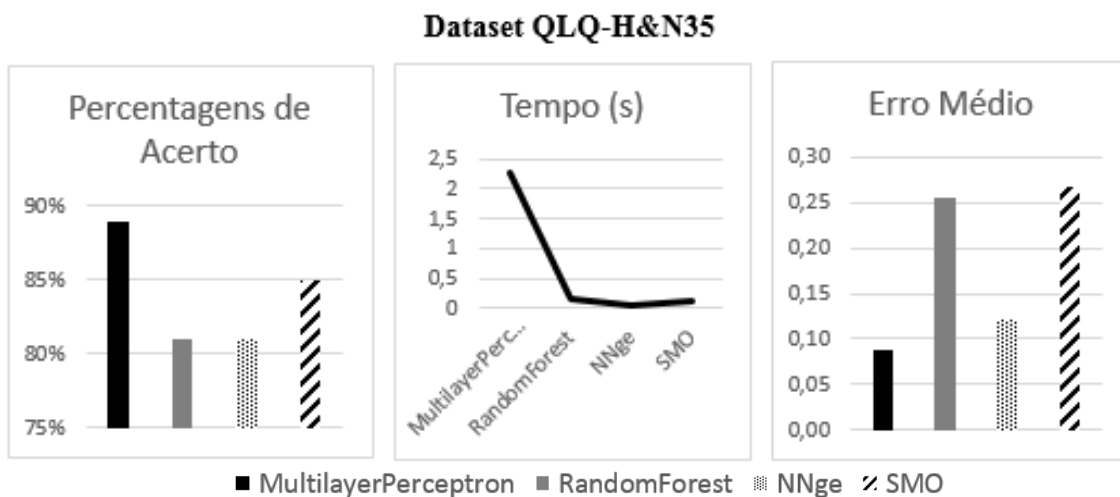 Dataset QLQ-H&N35
Percentagens de
Acerto
90%
85%
80%
75%
Tempo (s)
2,5
2
1,5
1
0,5
0
MultilayerPerc...
RandomForest
NNge
SMO
Erro Médio
0,30
0,25
0,20
0,15
0,10
0,05
0,00
MultilayerPerceptron RandomForest NNge SMO